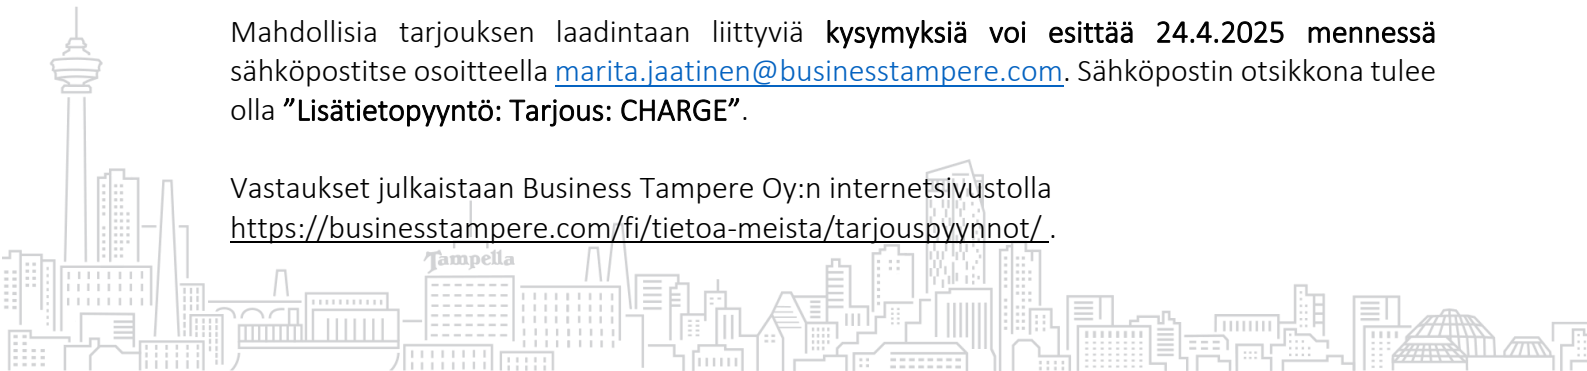 Mahdollisia tarjouksen laadintaan liittyviä kysymyksiä voi esittää 24.4.2025 mennessä
sähköpostitse osoitteella marita.jaatinen@businesstampere.com. Sähköpostin otsikkona tulee
olla ”Lisätietopyyntö: Tarjous: CHARGE”.
Vastaukset julkaistaan Business Tampere Oy:n internetsivustolla
https://businesstampere.com/fi/tietoa-meista/tarjouspyynnot/ .
Tampella